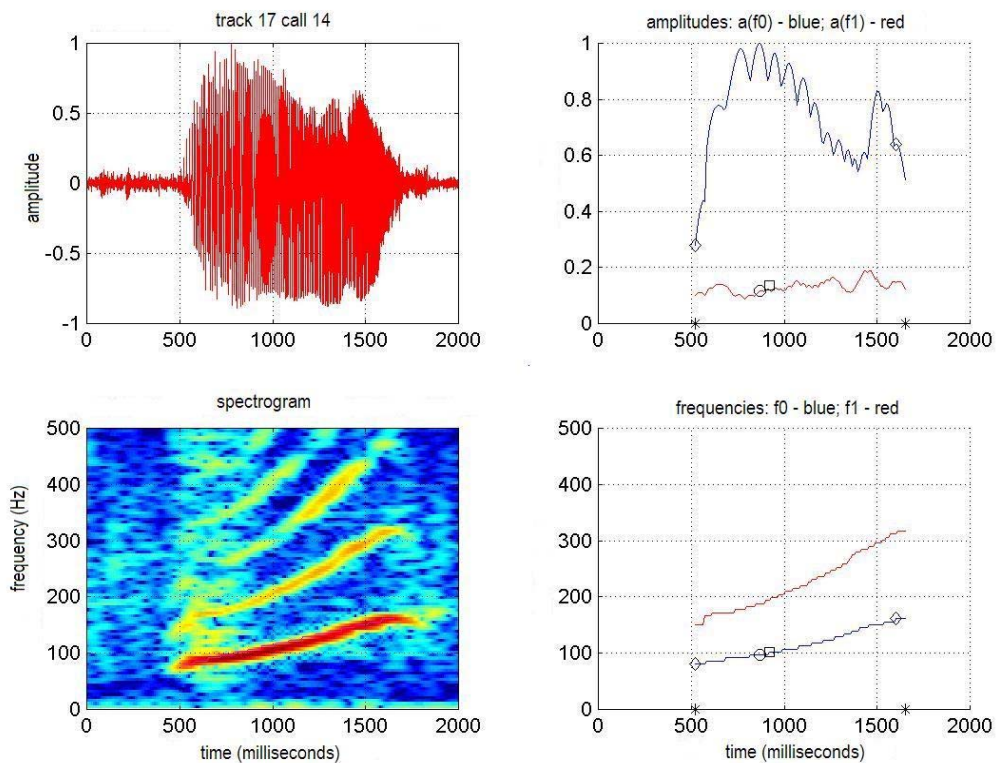 track 17 call 14
1
0.5
0
-0.5
-1
amplitude
0 500 1000 1500 2000
amplitudes: a(f0) - blue; a(f1) - red
1
0.8
0.6
0.4
0.2
0
0 500 1000 1500 2000
spectrogram
500
400
300
200
100
0
frequency (Hz)
0 500 1000 1500 2000
time (milliseconds)
frequencies: f0 - blue; f1 - red
500
400
300
200
100
0
0 500 1000 1500 2000
time (milliseconds)